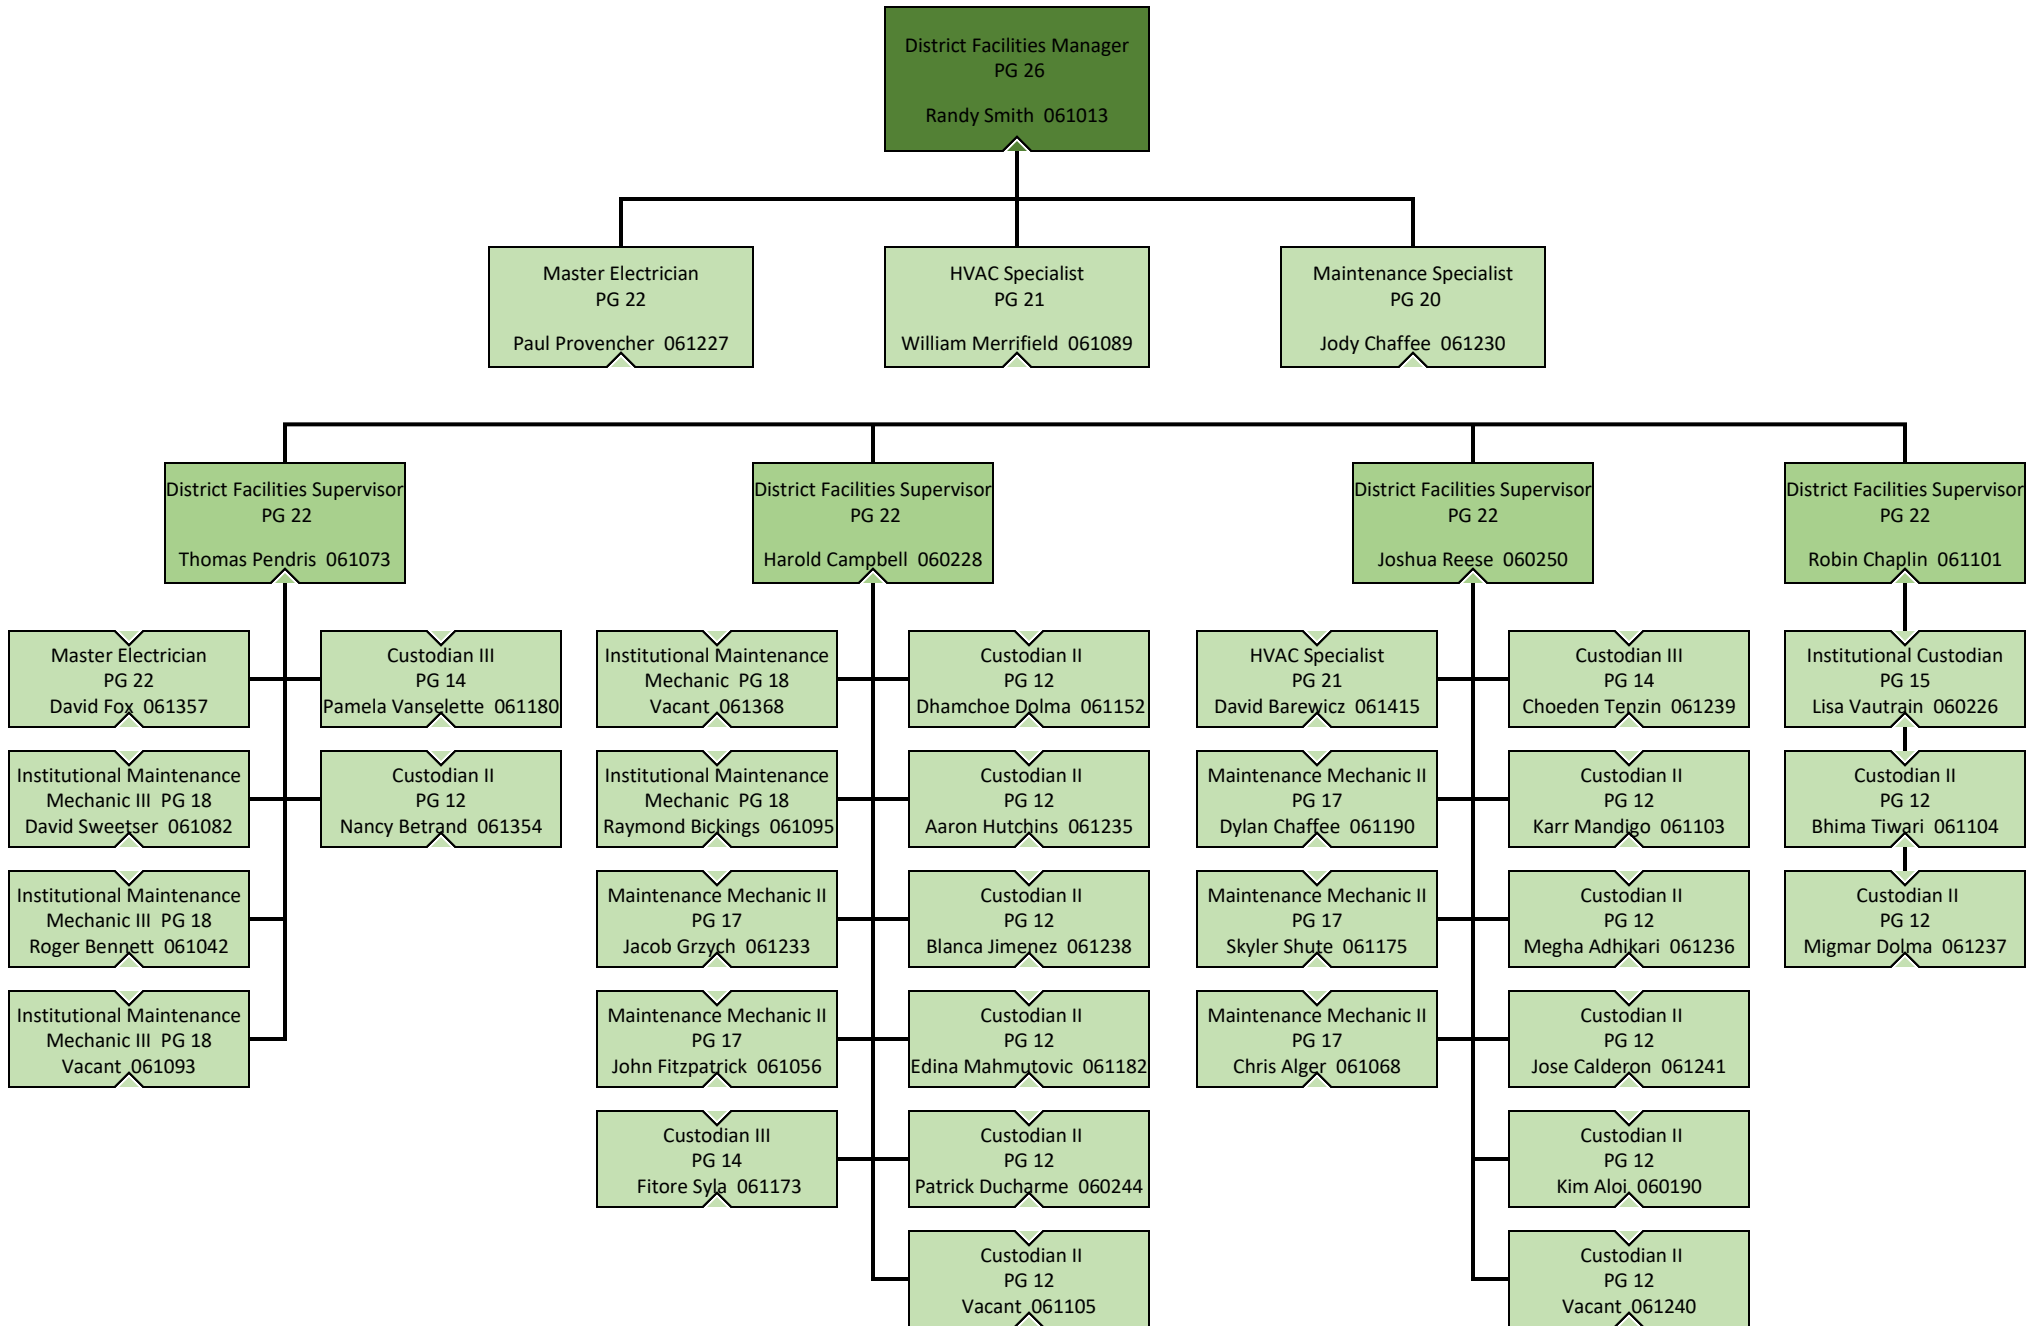 District Facilities Manager
PG 26
Randy Smith 061013
Master Electrician
PG 22
Paul Provencher 061227
HVAC Specialist
PG 21
William Merrifield 061089
Maintenance Specialist
PG 20
Jody Chaffee 061230
District Facilities Supervisor
PG 22
Thomas Pendris 061073
District Facilities Supervisor
PG 22
Harold Campbell 060228
District Facilities Supervisor
PG 22
Joshua Reese 060250
District Facilities Supervisor
PG 22
Robin Chaplin 061101
Master Electrician
PG 22
David Fox 061357
Custodian III
PG 14
Pamela Vanselette 061180
Institutional Maintenance
Mechanic III PG 18
David Sweetser 061082
Custodian II
PG 12
Nancy Betrand 061354
Institutional Maintenance
Mechanic III PG 18
Roger Bennett 061042
Institutional Maintenance
Mechanic III PG 18
Vacant 061093
Institutional Maintenance
Mechanic PG 18
Vacant 061368
Custodian II
PG 12
Dhamchoe Dolma 061152
Institutional Maintenance
Mechanic PG 18
Raymond Bickings 061095
Custodian II
PG 12
Aaron Hutchins 061235
Maintenance Mechanic II
PG 17
Jacob Grzych 061233
Custodian II
PG 12
Blanca Jimenez 061238
Maintenance Mechanic II
PG 17
John Fitzpatrick 061056
Custodian II
PG 12
Edina Mahmutovic 061182
Custodian III
PG 14
Fitore Syla 061173
Custodian II
PG 12
Patrick Ducharme 060244
Custodian II
PG 12
Vacant 061105
HVAC Specialist
PG 21
David Barewicz 061415
Custodian III
PG 14
Choeden Tenzin 061239
Maintenance Mechanic II
PG 17
Dylan Chaffee 061190
Custodian II
PG 12
Karr Mandigo 061103
Maintenance Mechanic II
PG 17
Skyler Shute 061175
Custodian II
PG 12
Megha Adhikari 061236
Maintenance Mechanic II
PG 17
Chris Alger 061068
Custodian II
PG 12
Jose Calderon 061241
Custodian II
PG 12
Kim Aloi 060190
Custodian II
PG 12
Vacant 061240
Institutional Custodian
PG 15
Lisa Vautrain 060226
Custodian II
PG 12
Bhima Tiwari 061104
Custodian II
PG 12
Migmar Dolma 061237